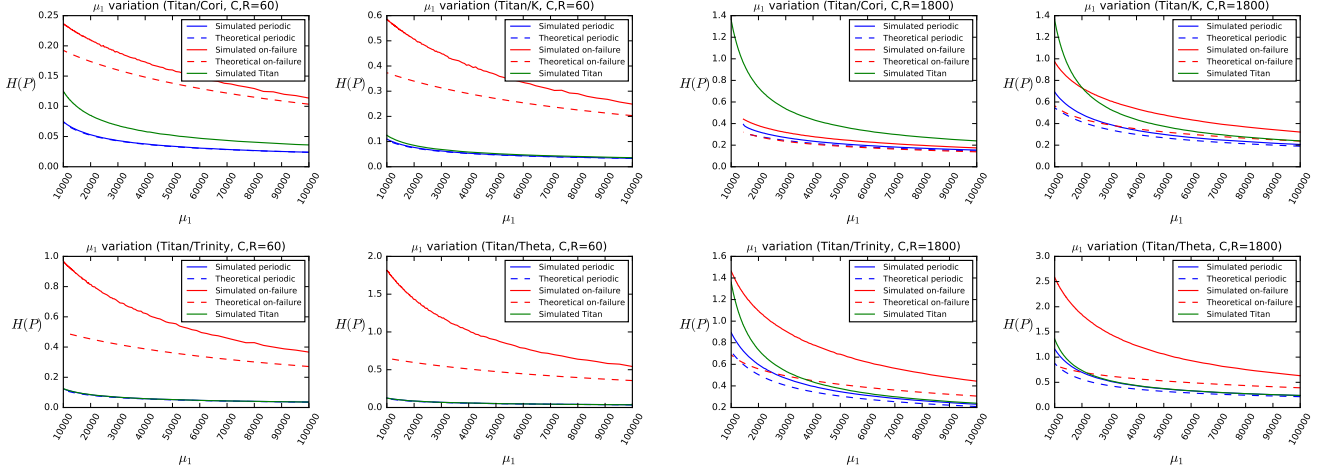 μ₁ variation (Titan/Cori, C,R=60)
H(P)
0.25
0.20
0.15
0.10
0.05
0.00
Simulated periodic
Theoretical periodic
Simulated on-failure
Theoretical on-failure
Simulated Titan
10000
20000
30000
40000
50000
60000
70000
80000
90000
100000
μ₁
μ₁ variation (Titan/K, C,R=60)
H(P)
0.6
0.5
0.4
0.3
0.2
0.1
0.0
Simulated periodic
Theoretical periodic
Simulated on-failure
Theoretical on-failure
Simulated Titan
10000
20000
30000
40000
50000
60000
70000
80000
90000
100000
μ₁
μ₁ variation (Titan/Cori, C,R=1800)
H(P)
1.4
1.2
1.0
0.8
0.6
0.4
0.2
0.0
Simulated periodic
Theoretical periodic
Simulated on-failure
Theoretical on-failure
Simulated Titan
10000
20000
30000
40000
50000
60000
70000
80000
90000
100000
μ₁
μ₁ variation (Titan/K, C,R=1800)
H(P)
1.4
1.2
1.0
0.8
0.6
0.4
0.2
0.0
Simulated periodic
Theoretical periodic
Simulated on-failure
Theoretical on-failure
Simulated Titan
10000
20000
30000
40000
50000
60000
70000
80000
90000
100000
μ₁
μ₁ variation (Titan/Trinity, C,R=60)
H(P)
1.0
0.8
0.6
0.4
0.2
0.0
Simulated periodic
Theoretical periodic
Simulated on-failure
Theoretical on-failure
Simulated Titan
10000
20000
30000
40000
50000
60000
70000
80000
90000
100000
μ₁
μ₁ variation (Titan/Theta, C,R=60)
H(P)
2.0
1.5
1.0
0.5
0.0
Simulated periodic
Theoretical periodic
Simulated on-failure
Theoretical on-failure
Simulated Titan
10000
20000
30000
40000
50000
60000
70000
80000
90000
100000
μ₁
μ₁ variation (Titan/Trinity, C,R=1800)
H(P)
1.6
1.4
1.2
1.0
0.8
0.6
0.4
0.2
Simulated periodic
Theoretical periodic
Simulated on-failure
Theoretical on-failure
Simulated Titan
10000
20000
30000
40000
50000
60000
70000
80000
90000
100000
μ₁
μ₁ variation (Titan/Theta, C,R=1800)
H(P)
3.0
2.5
2.0
1.5
1.0
0.5
0.0
Simulated periodic
Theoretical periodic
Simulated on-failure
Theoretical on-failure
Simulated Titan
10000
20000
30000
40000
50000
60000
70000
80000
90000
100000
μ₁